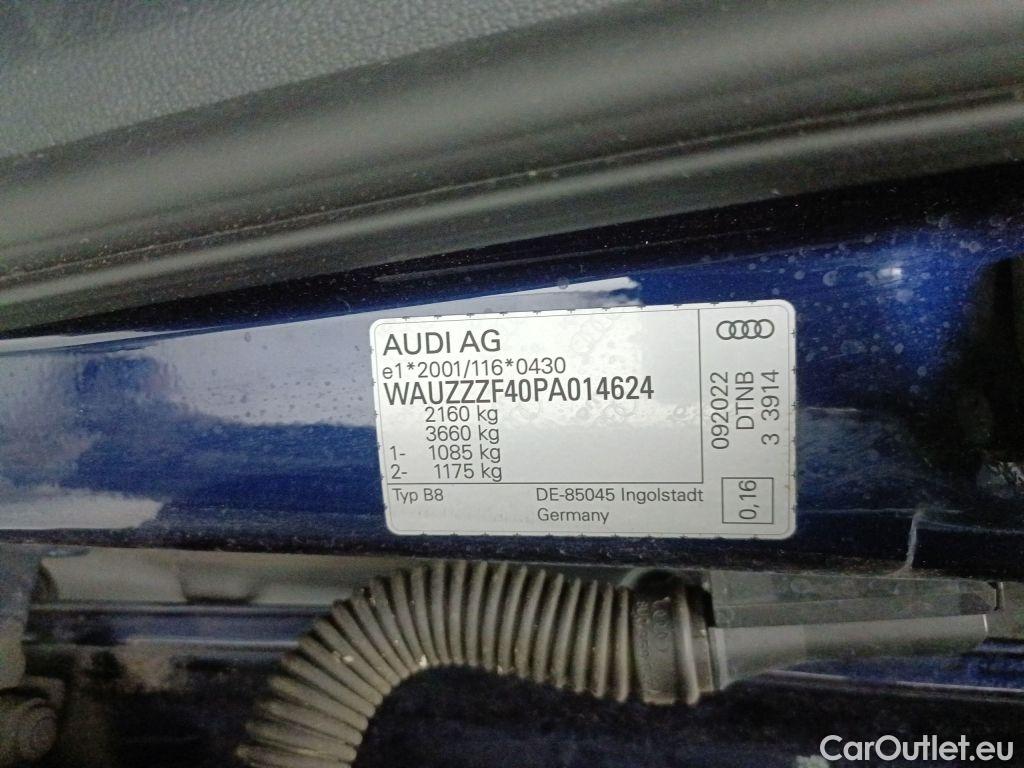 AUDI AG
e1*2001/116*0430
WAUZZZF40PA014624
2160 kg
3660 kg
1- 1085 kg
2- 1175 kg
Typ B8
DE-85045 Ingolstadt
Germany
092022
DTNB
3 3914
0,16
CarOutlet.eu